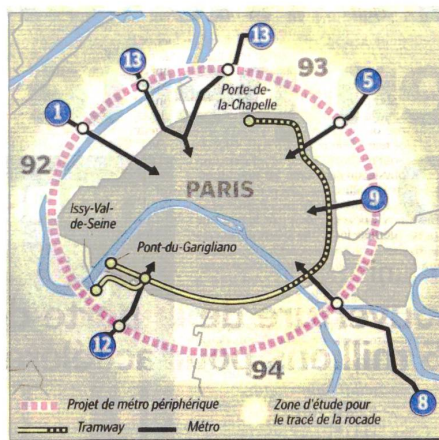 13
13
93
Porte-de-
la-Chapelle
5
1
92
PARIS
9
issy-Val-
de-Seine
Pont-du-Garigliano
12
94
8
Projet de métro périphérique
Tramway
Métro
Zone d'étude pour
le tracé de la rocade